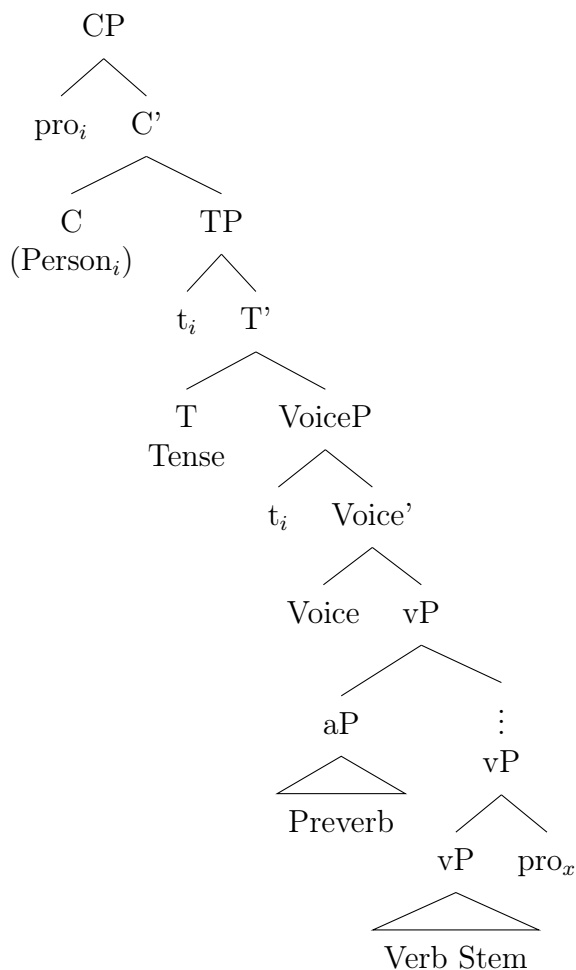 CP
pro_i C’
C TP
(Person_i)
t_i T’
T VoiceP
Tense
t_i Voice’
Voice vP
aP ⋮
vP
Preverb
vP pro_x
Verb Stem